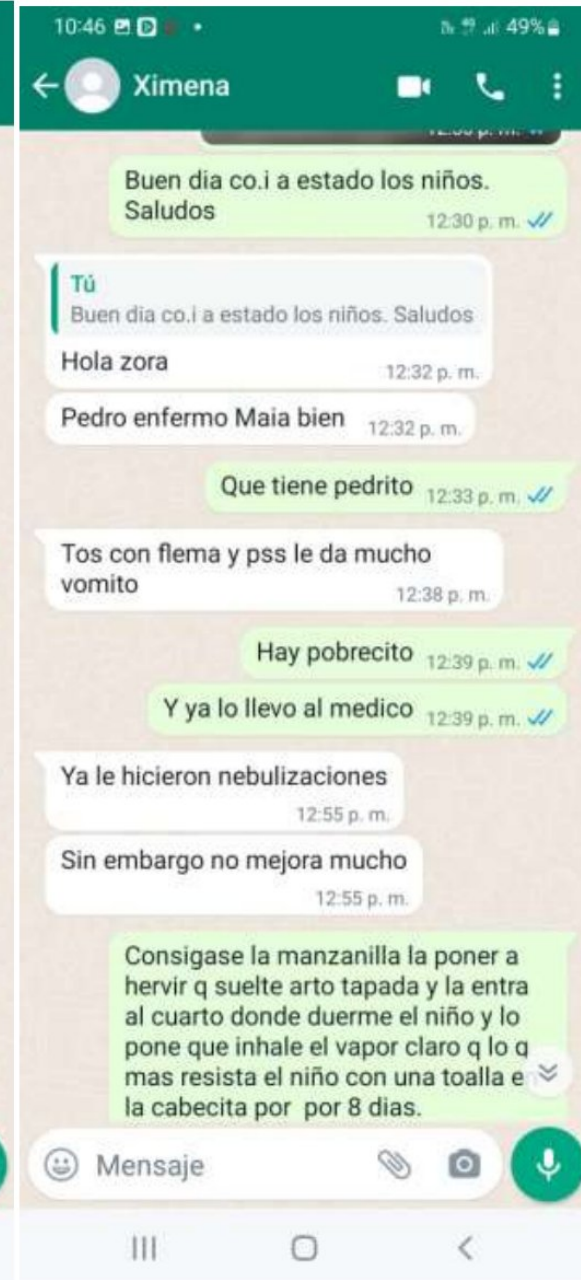 10:46
49%
Ximena
Buen dia co.i a estado los niños.
Saludos
12:30 p. m.
Tú
Buen dia co.i a estado los niños. Saludos
Hola zora
12:32 p. m.
Pedro enfermo Maia bien 12:32 p. m.
Que tiene pedrito 12:33 p. m.
Tos con flema y pss le da mucho
vomito
12:38 p. m.
Hay pobrecito 12:39 p. m.
Y ya lo llevo al medico 12:39 p. m.
Ya le hicieron nebulizaciones
12:55 p. m.
Sin embargo no mejora mucho
12:55 p. m.
Consigase la manzanilla la poner a
hervir q suelte arto tapada y la entra
al cuarto donde duerme el niño y lo
pone que inhale el vapor claro q lo q
mas resista el niño con una toalla
la cabecita por por 8 dias.
Mensaje